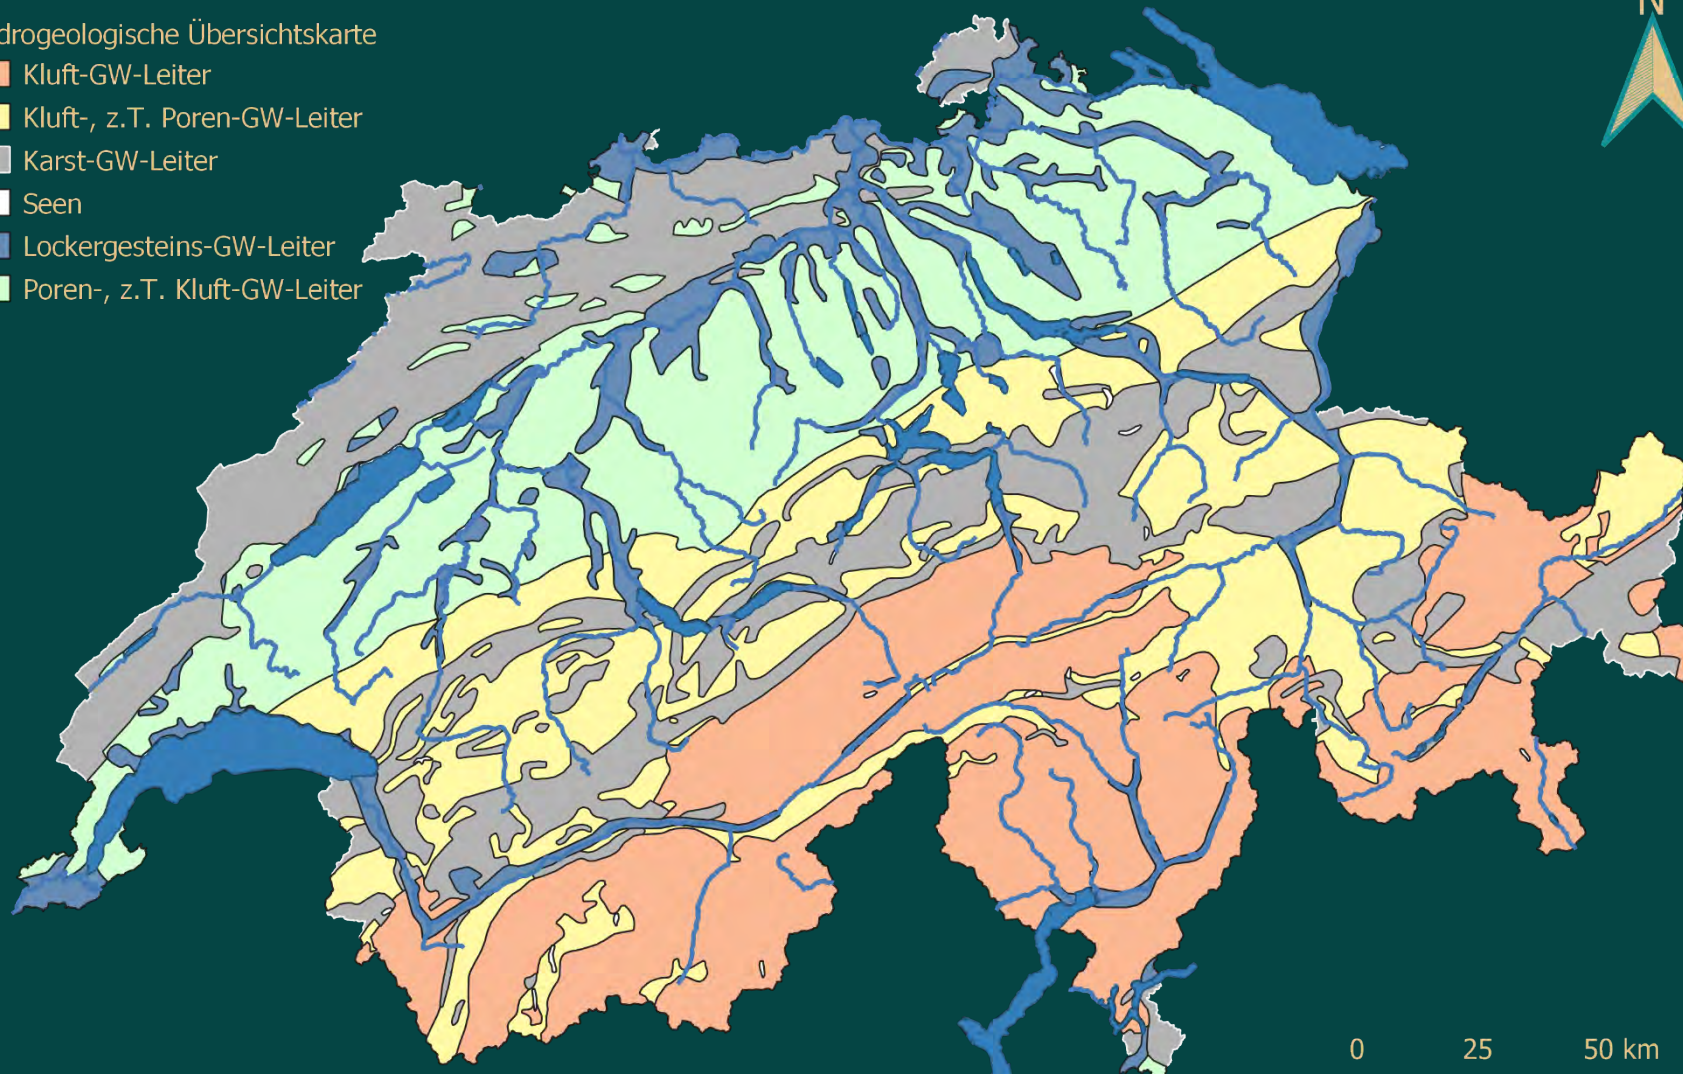 drogeologische Übersichtskarte
Kluft-GW-Leiter
Kluft-, z.T. Poren-GW-Leiter
Karst-GW-Leiter
Seen
Lockergesteins-GW-Leiter
Poren-, z.T. Kluft-GW-Leiter
N
0 25 50 km